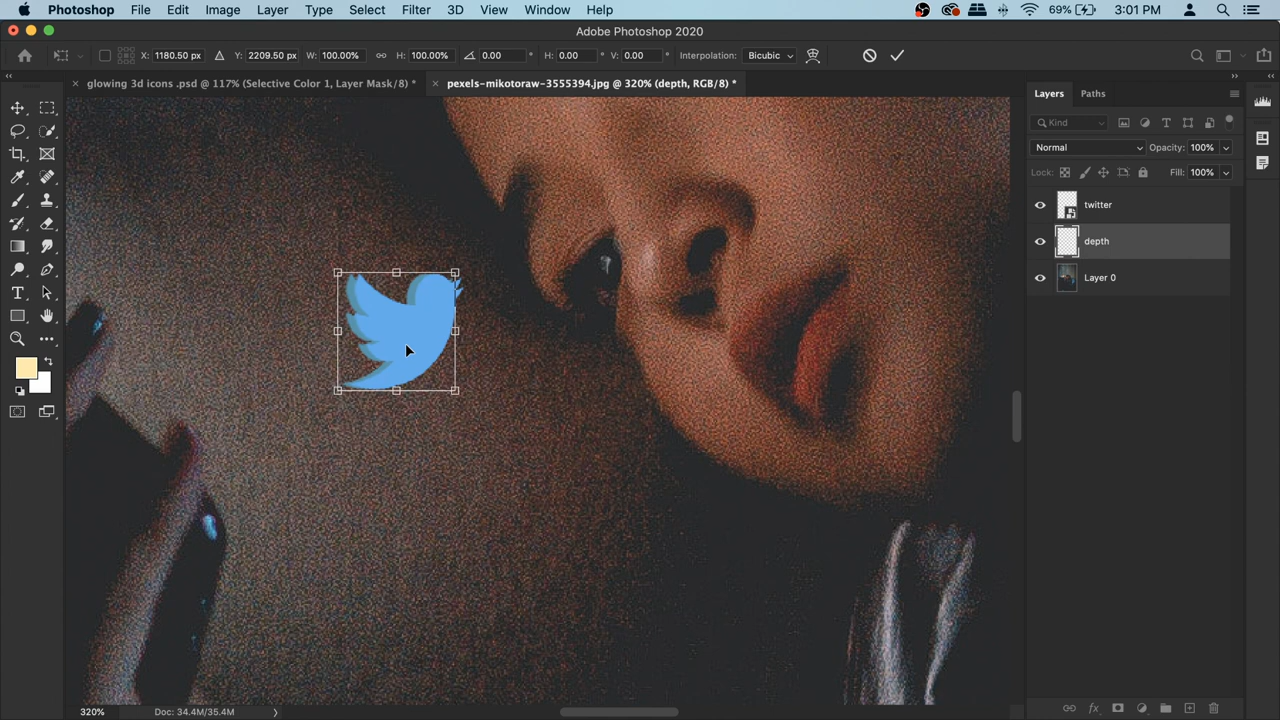 Photoshop File Edit Image Layer Type Select Filter 3D View Window Help 69% 3:01 PM
Adobe Photoshop 2020
X: 1180.50 px Y: 2209.50 px W: 100.00% H: 100.00% 0.00 ° H: 0.00 ° V: 0.00 ° Interpolation: Bicubic
glowing 3d icons .psd @ 117% (Selective Color 1, Layer Mask/8) * pexels-mikotoraw-3555394.jpg @ 320% (depth, RGB/8) *
Layers Paths
Kind
Normal Opacity: 100%
Lock: Fill: 100%
twitter
depth
Layer 0
320% Doc: 34.4M/35.4M